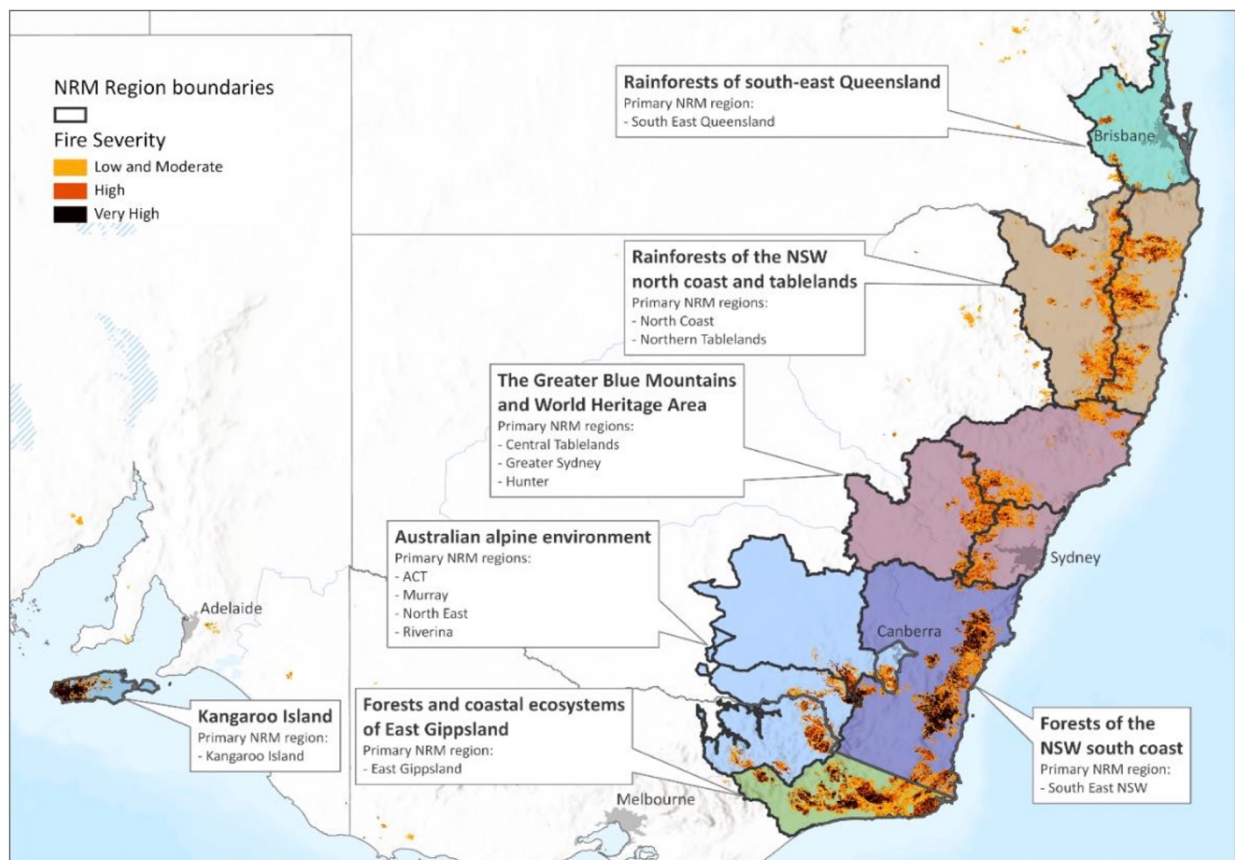 NRM Region boundaries
Fire Severity
Low and Moderate
High
Very High
Rainforests of south-east Queensland
Primary NRM region:
- South East Queensland
Brisbane
Rainforests of the NSW
north coast and tablelands
Primary NRM regions:
- North Coast
- Northern Tablelands
The Greater Blue Mountains
and World Heritage Area
Primary NRM regions:
- Central Tablelands
- Greater Sydney
- Hunter
Sydney
Australian alpine environment
Primary NRM regions:
- ACT
- Murray
- North East
- Riverina
Adelaide
Canberra
Kangaroo Island
Primary NRM region:
- Kangaroo Island
Forests and coastal ecosystems
of East Gippsland
Primary NRM region:
- East Gippsland
Forests of the
NSW south coast
Primary NRM region:
- South East NSW
Melbourne